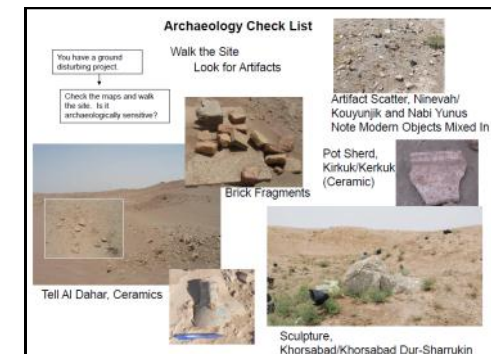 Archaeology Check List
You have a ground
disturbing project.
Check the maps and walk
the site. Is it
archaeologically sensitive?
Walk the Site
Look for Artifacts
Artifact Scatter, Ninevah/
Kouyunjik and Nabi Yunus
Note Modern Objects Mixed In
Pot Sherd,
Kirkuk/Kerkuk
(Ceramic)
Brick Fragments
Tell Al Dahar, Ceramics
Sculpture,
Khorsabad/Khorsabad Dur-Sharrukin